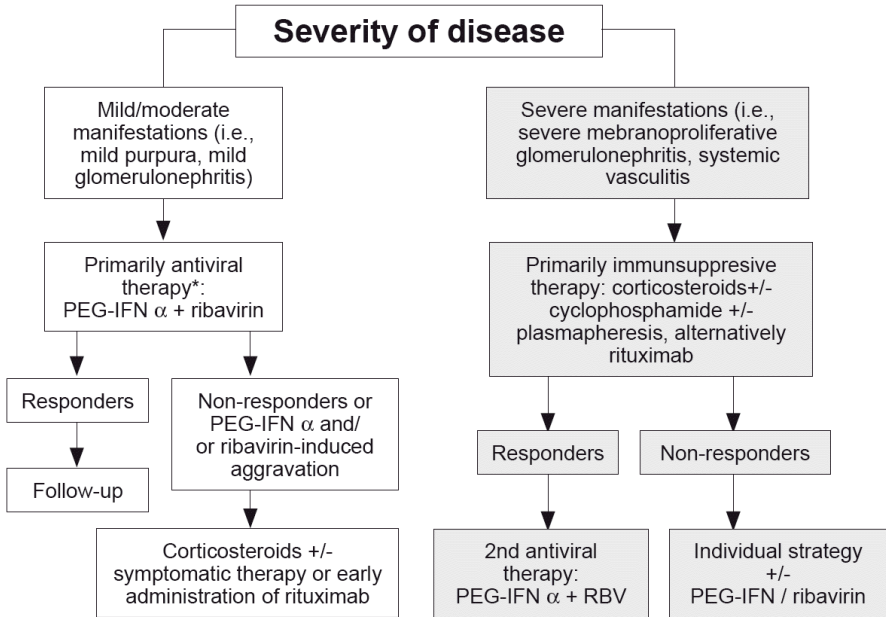 Severity of disease
Mild/moderate
manifestations (i.e.,
mild purpura, mild
glomerulonephritis)
Severe manifestations (i.e.,
severe mebranoproliferative
glomerulonephritis, systemic
vasculitis
Primarily antiviral
therapy*:
PEG-IFN α + ribavirin
Primarily immunsuppresive
therapy: corticosteroids+/-
cyclophosphamide +/-
plasmapheresis, alternatively
rituximab
Responders
Non-responders or
PEG-IFN α and/
or ribavirin-induced
aggravation
Responders
Non-responders
Follow-up
Corticosteroids +/-
symptomatic therapy or early
administration of rituximab
2nd antiviral
therapy:
PEG-IFN α + RBV
Individual strategy
+/-
PEG-IFN / ribavirin